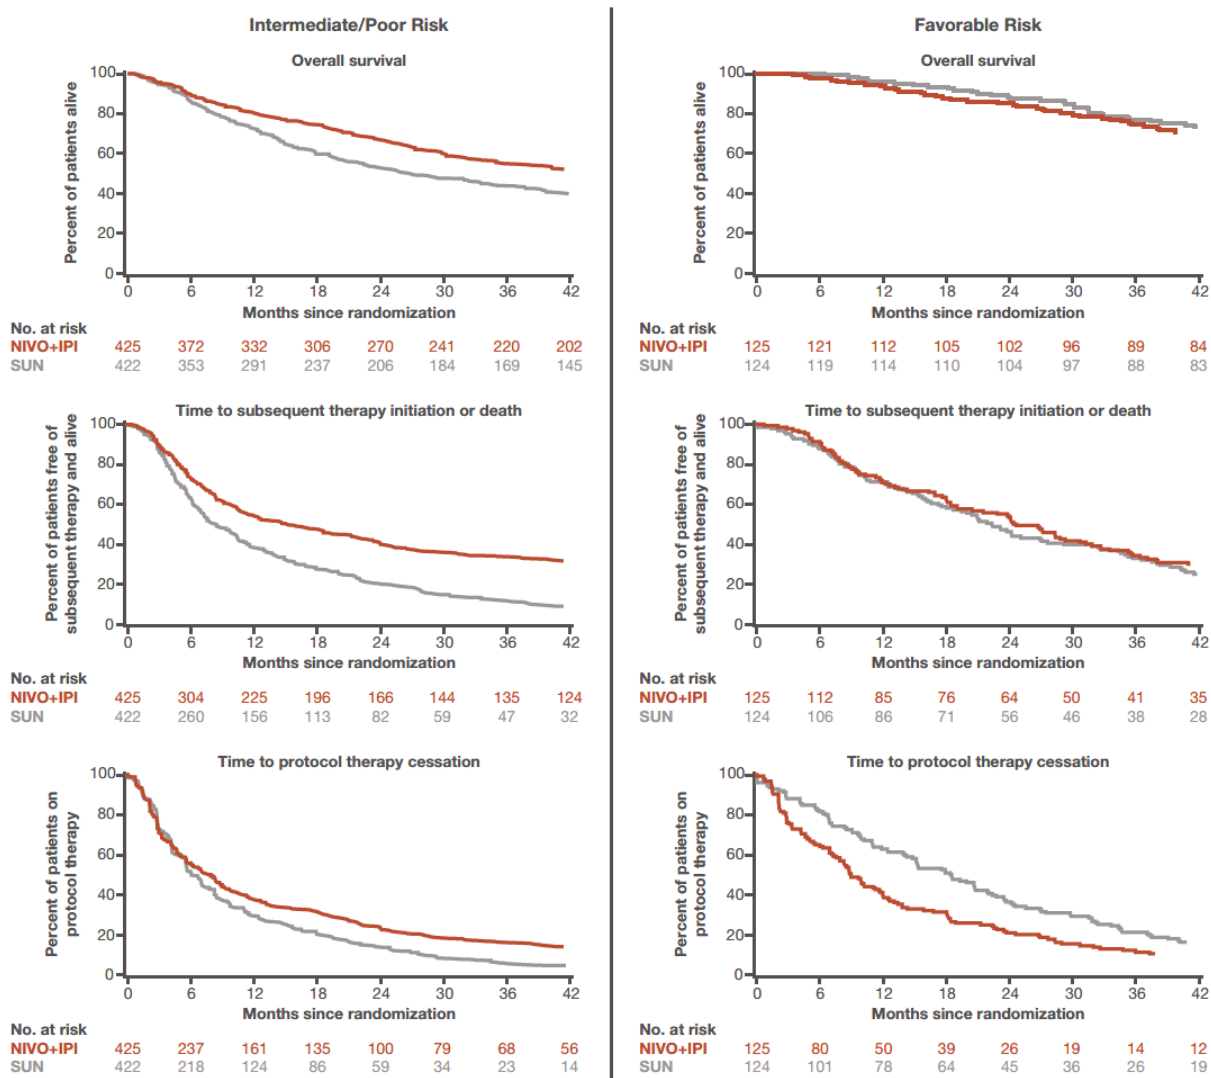 Intermediate/Poor Risk
Overall survival
Percent of patients alive
100
80
60
40
20
0
0 6 12 18 24 30 36 42
Months since randomization
No. at risk
NIVO+IPI 425 372 332 306 270 241 220 202
SUN 422 353 291 237 206 184 169 145
Time to subsequent therapy initiation or death
Percent of patients free of
subsequent therapy and alive
100
80
60
40
20
0
0 6 12 18 24 30 36 42
Months since randomization
No. at risk
NIVO+IPI 425 304 225 196 166 144 135 124
SUN 422 260 156 113 82 59 47 32
Time to protocol therapy cessation
Percent of patients on
protocol therapy
100
80
60
40
20
0
0 6 12 18 24 30 36 42
Months since randomization
No. at risk
NIVO+IPI 425 237 161 135 100 79 68 56
SUN 422 218 124 86 59 34 23 14
Favorable Risk
Overall survival
Percent of patients alive
100
80
60
40
20
0
0 6 12 18 24 30 36 42
Months since randomization
No. at risk
NIVO+IPI 125 121 112 105 102 96 89 84
SUN 124 119 114 110 104 97 88 83
Time to subsequent therapy initiation or death
Percent of patients free of
subsequent therapy and alive
100
80
60
40
20
0
0 6 12 18 24 30 36 42
Months since randomization
No. at risk
NIVO+IPI 125 112 85 76 64 50 41 35
SUN 124 106 86 71 56 46 38 28
Time to protocol therapy cessation
Percent of patients on
protocol therapy
100
80
60
40
20
0
0 6 12 18 24 30 36 42
Months since randomization
No. at risk
NIVO+IPI 125 80 50 39 26 19 14 12
SUN 124 101 78 64 45 36 26 19